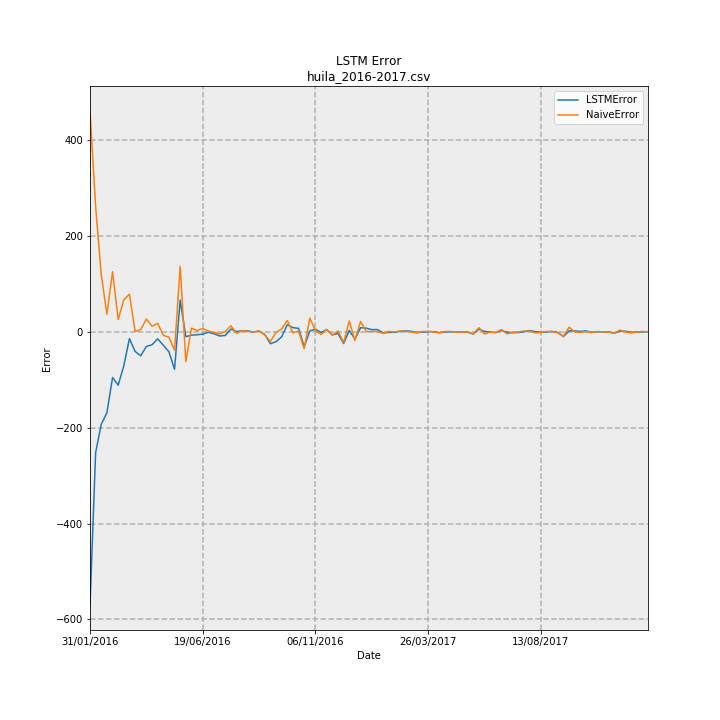 LSTM Error
huila_2016-2017.csv
LSTMError
NaiveError
400
200
0
−200
−400
−600
Error
31/01/2016
19/06/2016
06/11/2016
26/03/2017
13/08/2017
Date